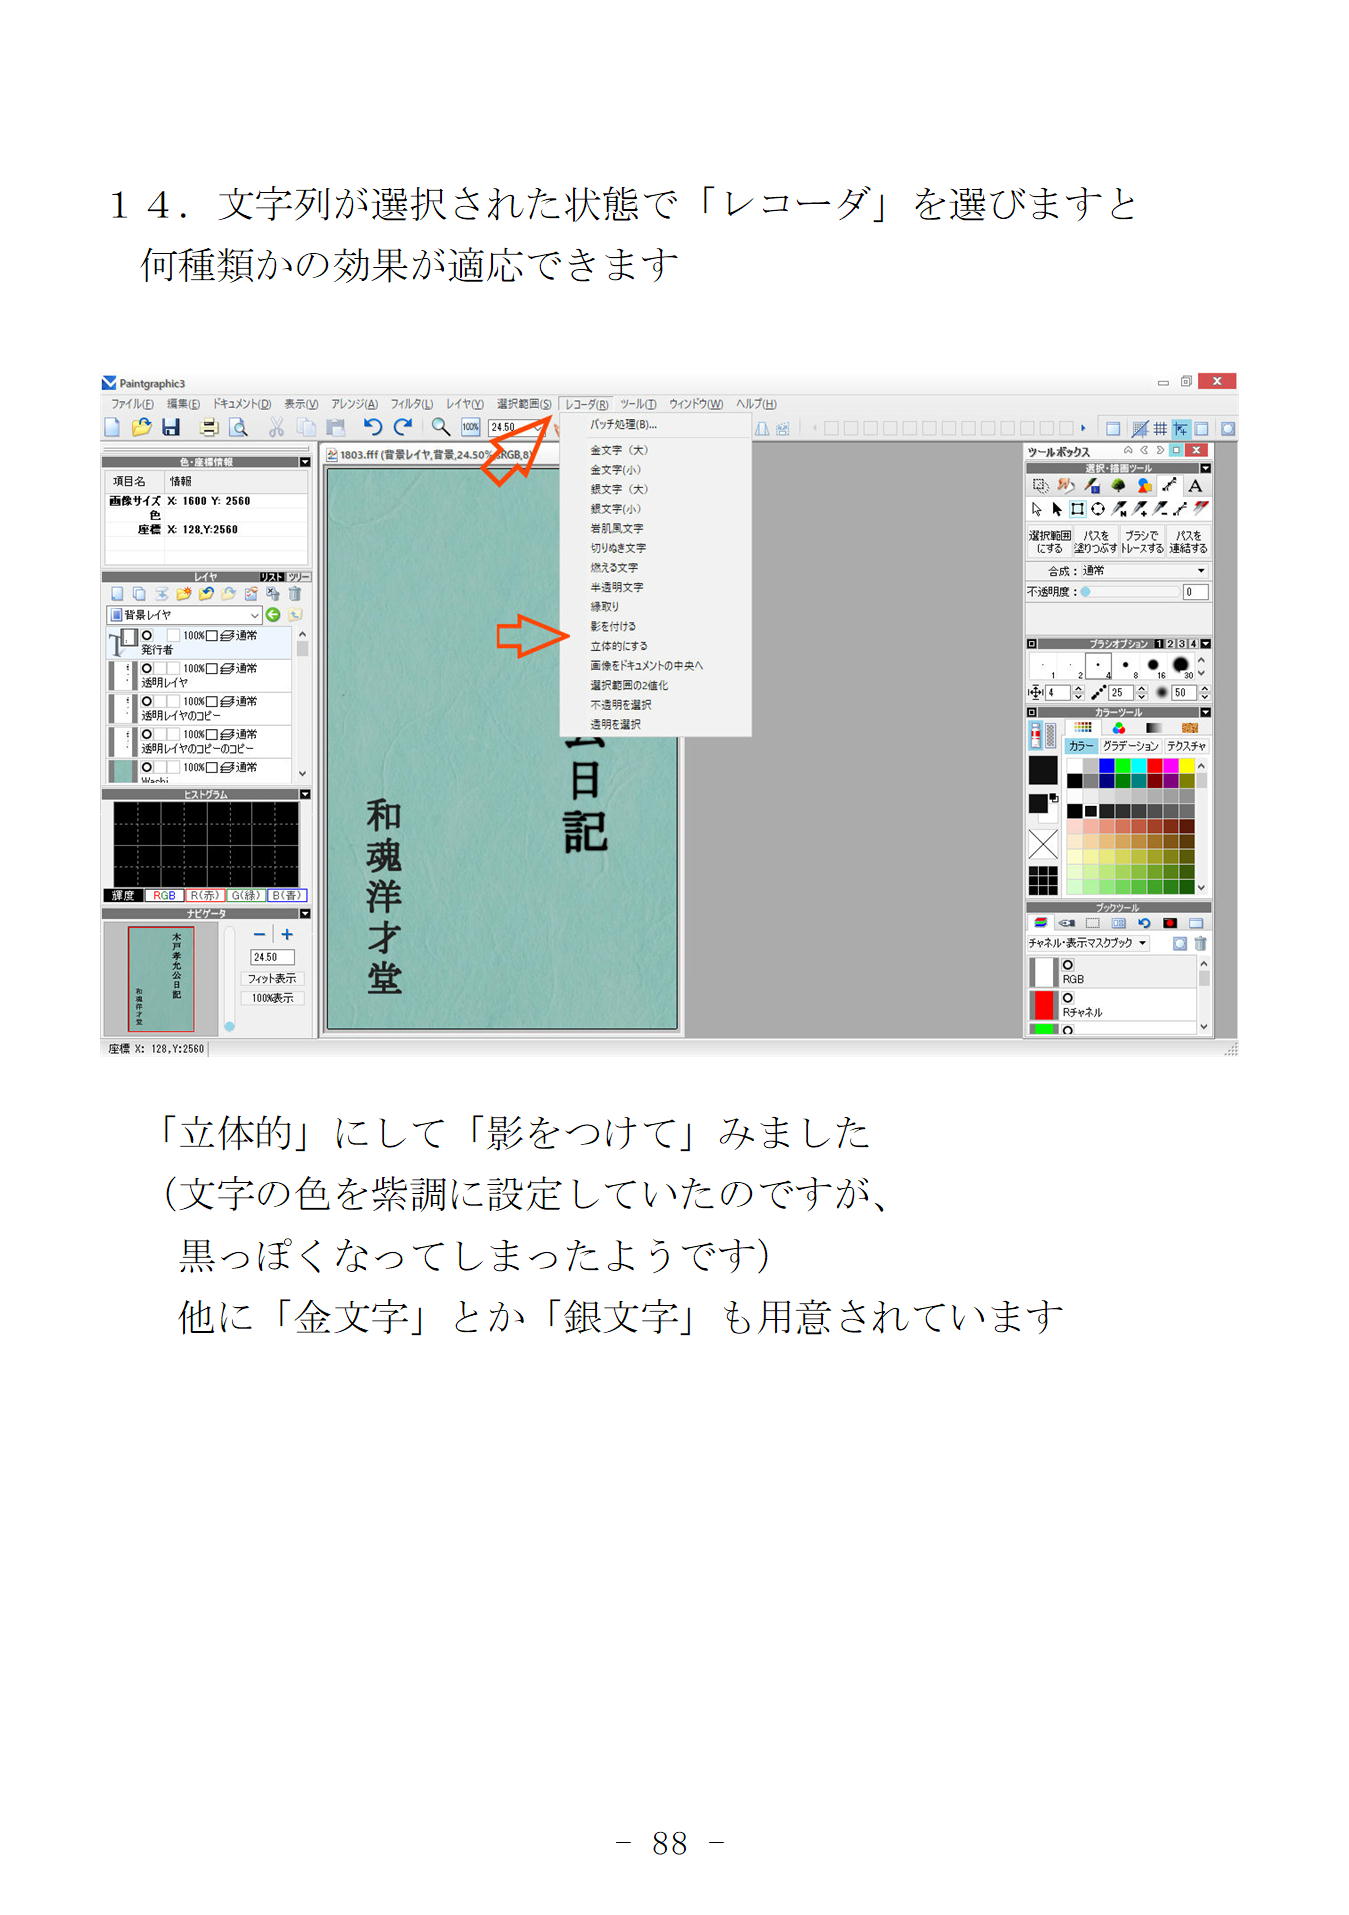 １４．文字列が選択された状態で「レコーダ」を選びますと
何種類かの効果が適応できます
Paintgraphic3
ファイル(F) 編集(E) ドキュメント(D) 表示(V) アレンジ(A) フィルタ(L) レイヤ(Y) 選択範囲(S) レコーダ(R) ツール(T) ウィンドウ(W) ヘルプ(H)
100% 24.50
バッチ処理(B)...
金文字（大）
金文字(小)
銀文字（大）
銀文字(小)
岩肌風文字
切りぬき文字
燃える文字
半透明文字
縁取り
影を付ける
立体的にする
画像をドキュメントの中央へ
選択範囲の2値化
不透明を選択
透明を選択
色・座標情報
項目名 情報
画像サイズ X: 1600 Y: 2560
色
座標 X: 128,Y:2560
レイヤ リスト ツリー
背景レイヤ
100% 通常
発行者
100% 通常
透明レイヤ
100% 通常
透明レイヤのコピー
100% 通常
透明レイヤのコピーのコピー
100% 通常
Washi
ヒストグラム
輝度 RGB R(赤) G(緑) B(青)
ナビゲータ
木戸孝允公日記
和魂洋才堂
24.50
フィット表示
100%表示
座標 X: 128,Y:2560
1803.fff (背景レイヤ,背景,24.50%,sRGB,8)
公日記
和魂洋才堂
ツールボックス
選択・描画ツール
選択範囲にする パスを塗りつぶす ブラシでトレースする パスを連結する
合成： 通常
不透明度： 0
ブラシオプション 1 2 3 4
1 2 4 8 16 30
4 25 50
カラーツール
カラー グラデーション テクスチャ
ブックツール
チャネル・表示マスクブック
RGB
Rチャネル
「立体的」にして「影をつけて」みました
（文字の色を紫調に設定していたのですが、
黒っぽくなってしまったようです）
他に「金文字」とか「銀文字」も用意されています
- 88 -